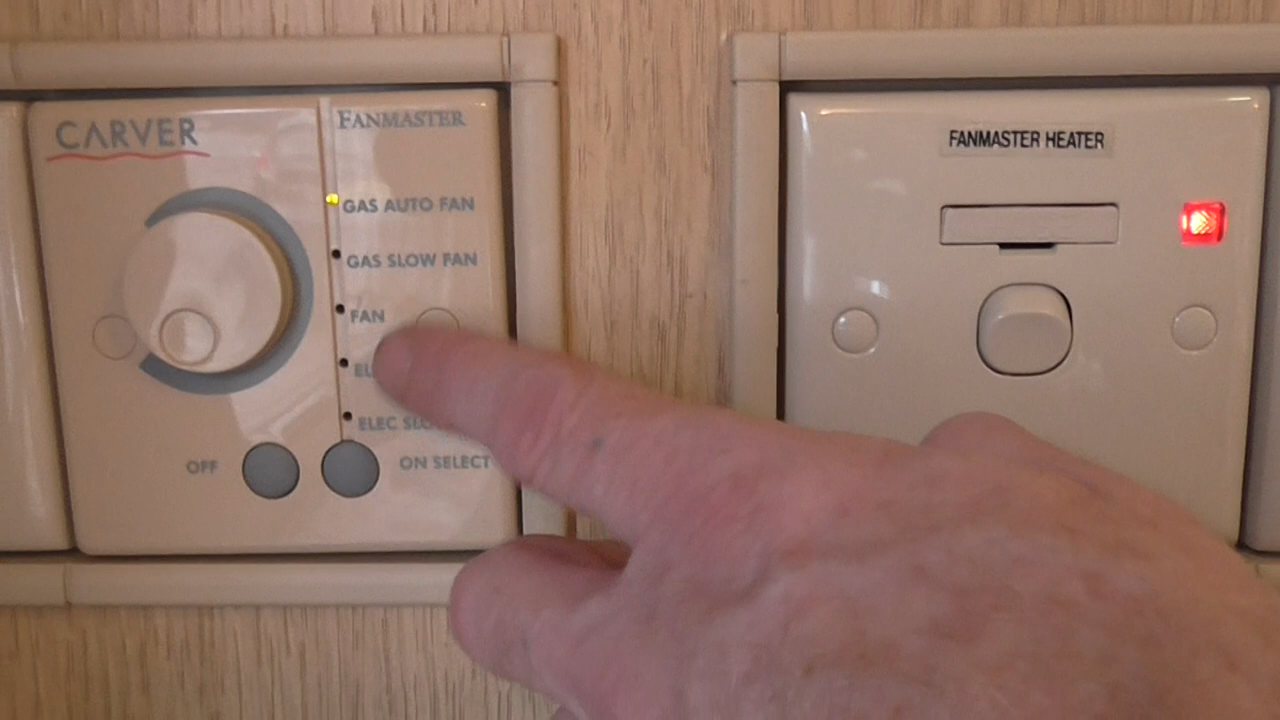 CARVER
FANMASTER
GAS AUTO FAN
GAS SLOW FAN
FAN
OFF
ON SELECT
FANMASTER HEATER